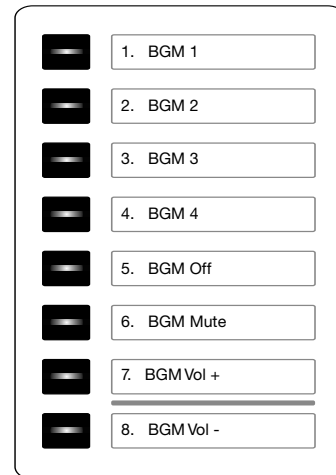 1. BGM 1
2. BGM 2
3. BGM 3
4. BGM 4
5. BGM Off
6. BGM Mute
7. BGM Vol +
8. BGM Vol -